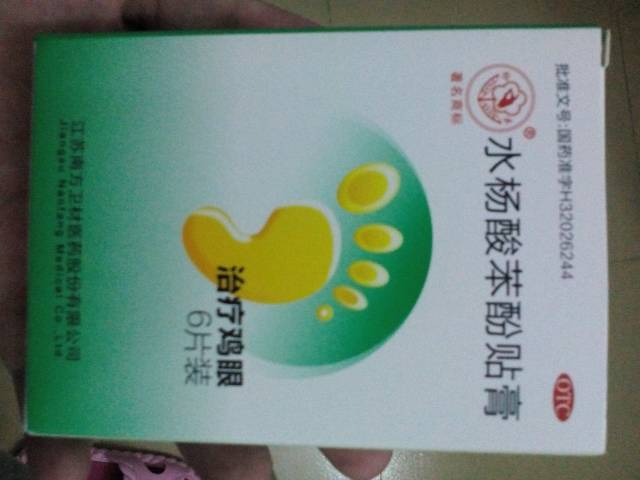 批准文号:国药准字H32026244
著名商标
®
水杨酸苯酚贴膏
OTC
治疗鸡眼
6片装
江苏南方卫材医药股份有限公司
Jiangsu Nanfang Medical Co.,Ltd